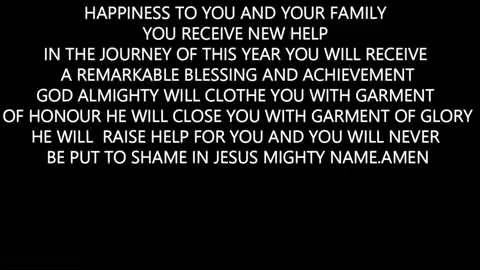 HAPPINESS TO YOU AND YOUR FAMILY
YOU RECEIVE NEW HELP
IN THE JOURNEY OF THIS YEAR YOU WILL RECEIVE
A REMARKABLE BLESSING AND ACHIEVEMENT
GOD ALMIGHTY WILL CLOTHE YOU WITH GARMENT
OF HONOUR HE WILL CLOSE YOU WITH GARMENT OF GLORY
HE WILL  RAISE HELP FOR YOU AND YOU WILL NEVER
BE PUT TO SHAME IN JESUS MIGHTY NAME.AMEN